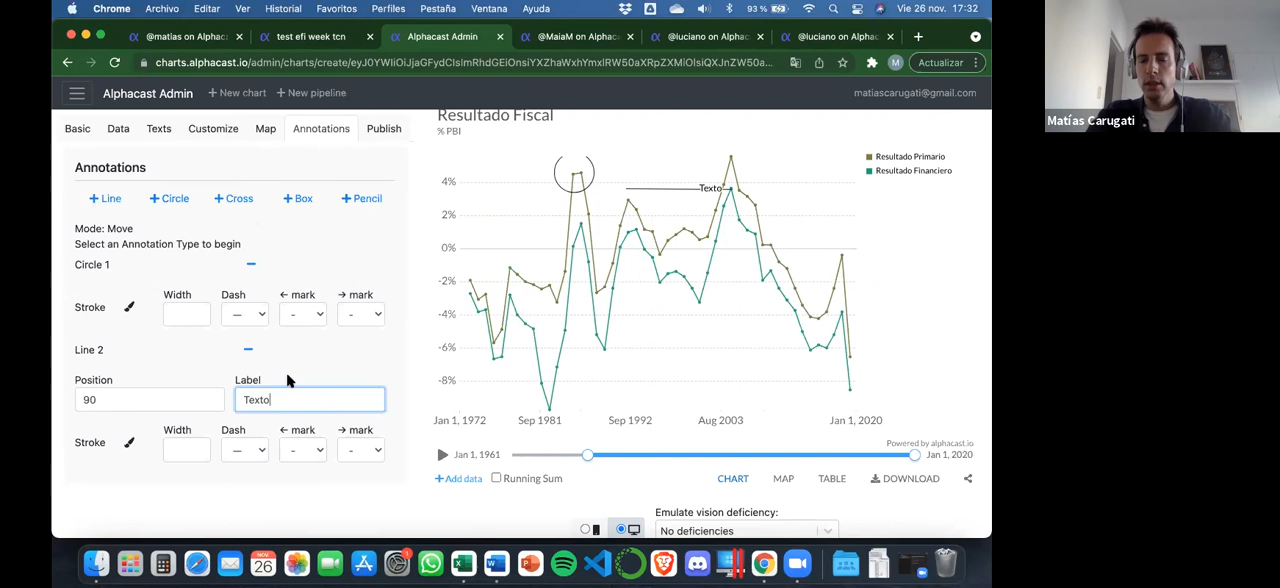 Chrome Archivo Editar Ver Historial Favoritos Perfiles Pestaña Ventana Ayuda 93 % Vie 26 nov. 17:32
@matias on Alphac test efi week tcn Alphacast Admin @MaiaM on Alphac @luciano on Alphac @luciano on Alphac
Actualizar
Alphacast Admin + New chart + New pipeline matiascarugati@gmail.com
Basic Data Texts Customize Map Annotations Publish
Annotations
+ Line + Circle + Cross + Box + Pencil
Mode: Move
Select an Annotation Type to begin
Circle 1
Width Dash ← mark → mark
Stroke — - -
Line 2
Position Label
90 Texto
Width Dash ← mark → mark
Stroke — - -
Resultado Fiscal
% PBI
Resultado Primario
Resultado Financiero
Texto
4%
2%
0%
-2%
-4%
-6%
-8%
Jan 1, 1972 Sep 1981 Sep 1992 Aug 2003 Jan 1, 2020
Powered by alphacast.io
Jan 1, 1961 Jan 1, 2020
+ Add data Running Sum CHART MAP TABLE DOWNLOAD
Emulate vision deficiency:
No deficiencies
NOV
26
1
Matías Carugati
M